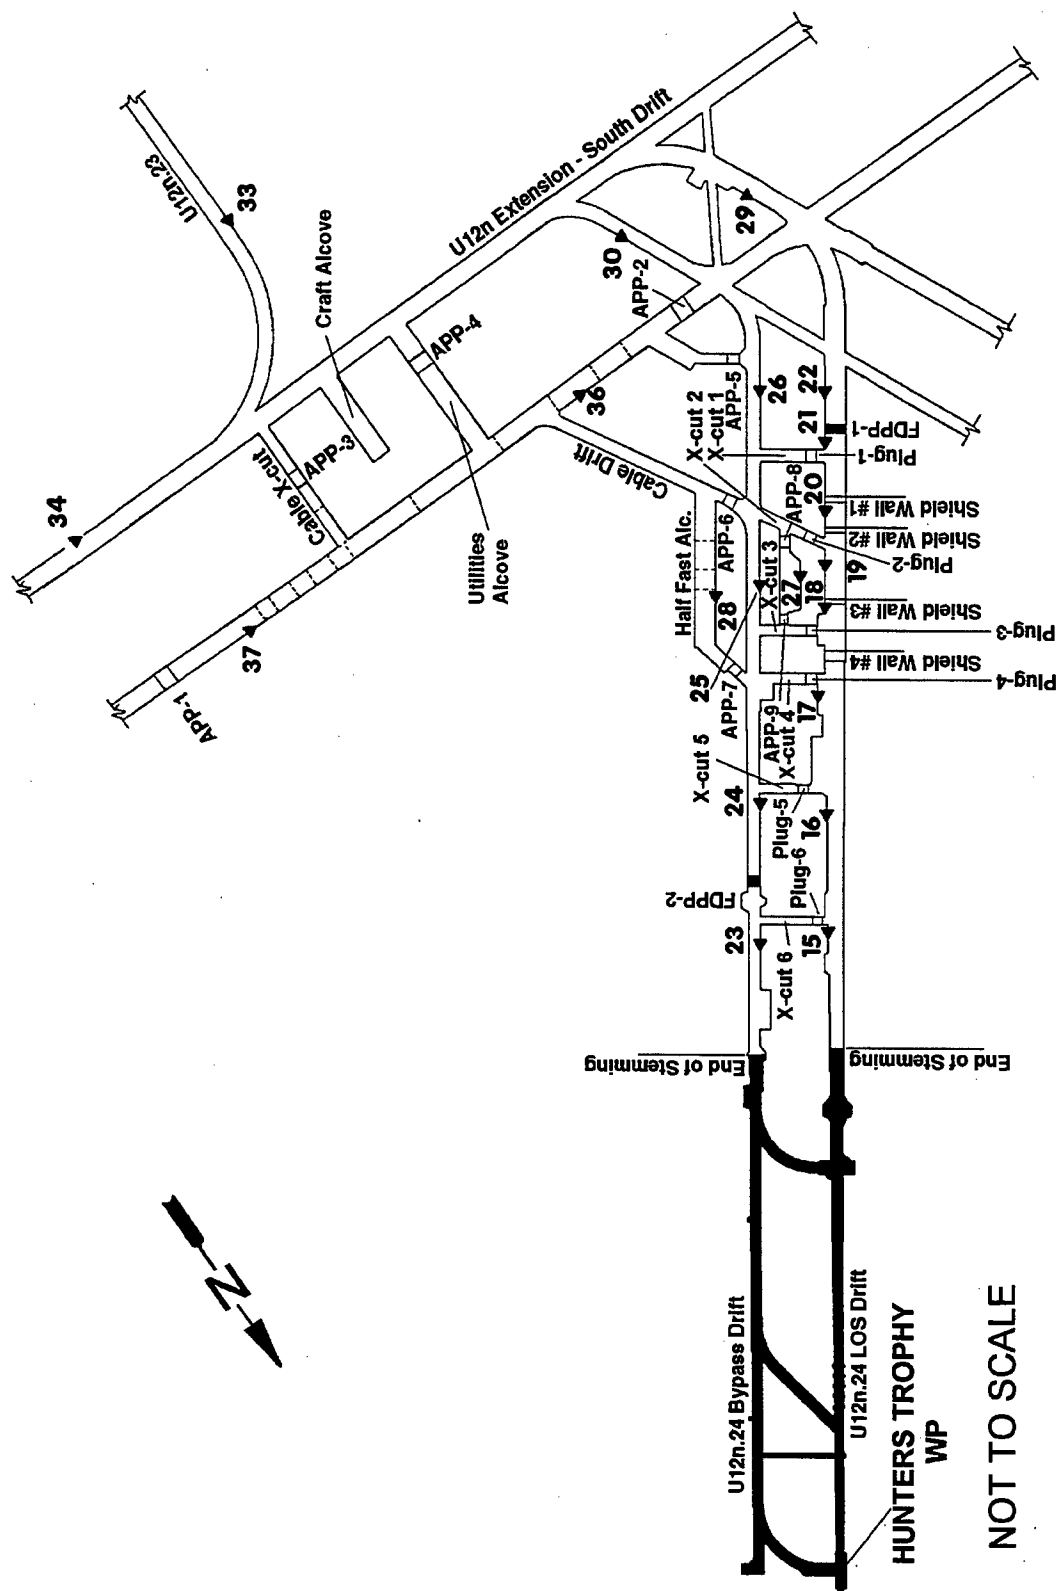 34
33
U12n.23
U12n Extension - South Drift
Craft Alcove
Cable X-cut
APP-3
APP-4
Utilities
Alcove
37
APP-1
36
30
APP-2
29
Cable Drift
Half Fast Alc.
28
APP-6
APP-7
25
APP-5
X-cut 1
X-cut 2
26
22
21
FDPP-1
Plug-1
20
APP-8
Shield Wall #1
Shield Wall #2
Plug-2
19
18
27
X-cut 3
Shield Wall #3
Plug-3
Shield Wall #4
Plug-4
17
APP-9
X-cut 4
X-cut 5
24
Plug-5
16
Plug-6
FDPP-2
23
15
X-cut 6
End of Stemming
End of Stemming
N
U12n.24 Bypass Drift
U12n.24 LOS Drift
HUNTERS TROPHY
WP
NOT TO SCALE